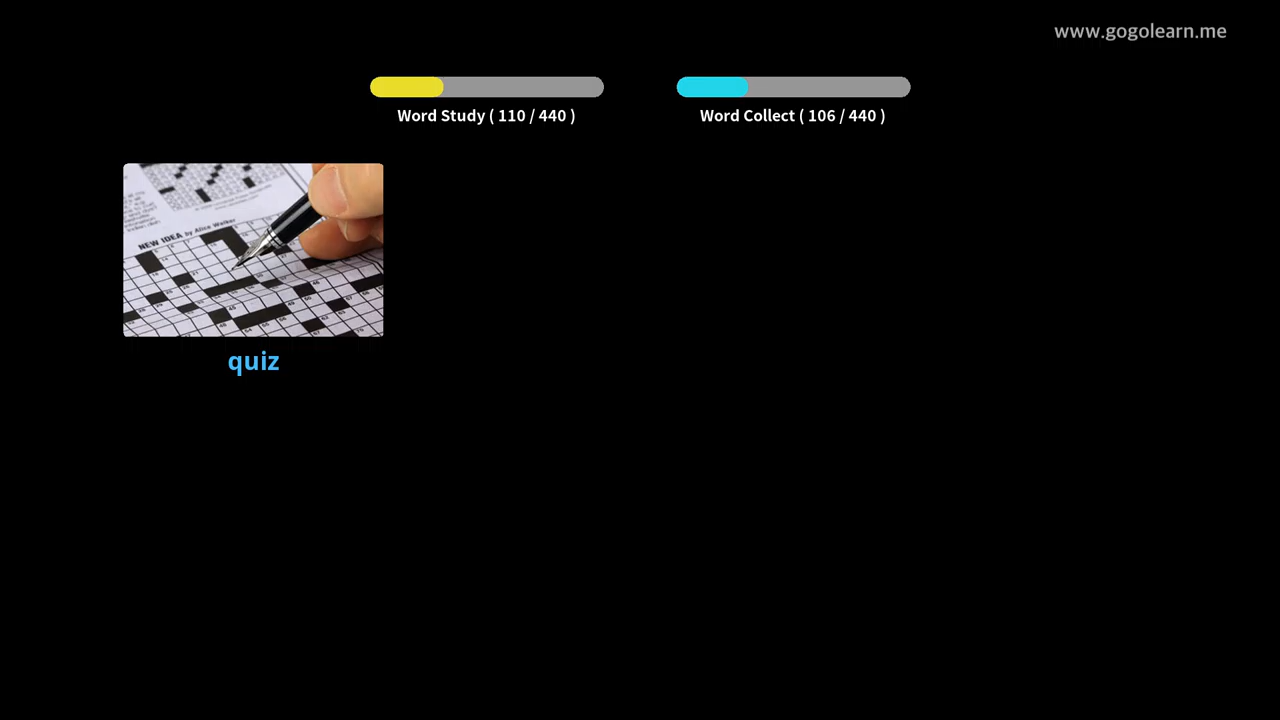 www.gogolearn.me
Word Study ( 110 / 440 )
Word Collect ( 106 / 440 )
NEW IDEA by Alice Walker
quiz